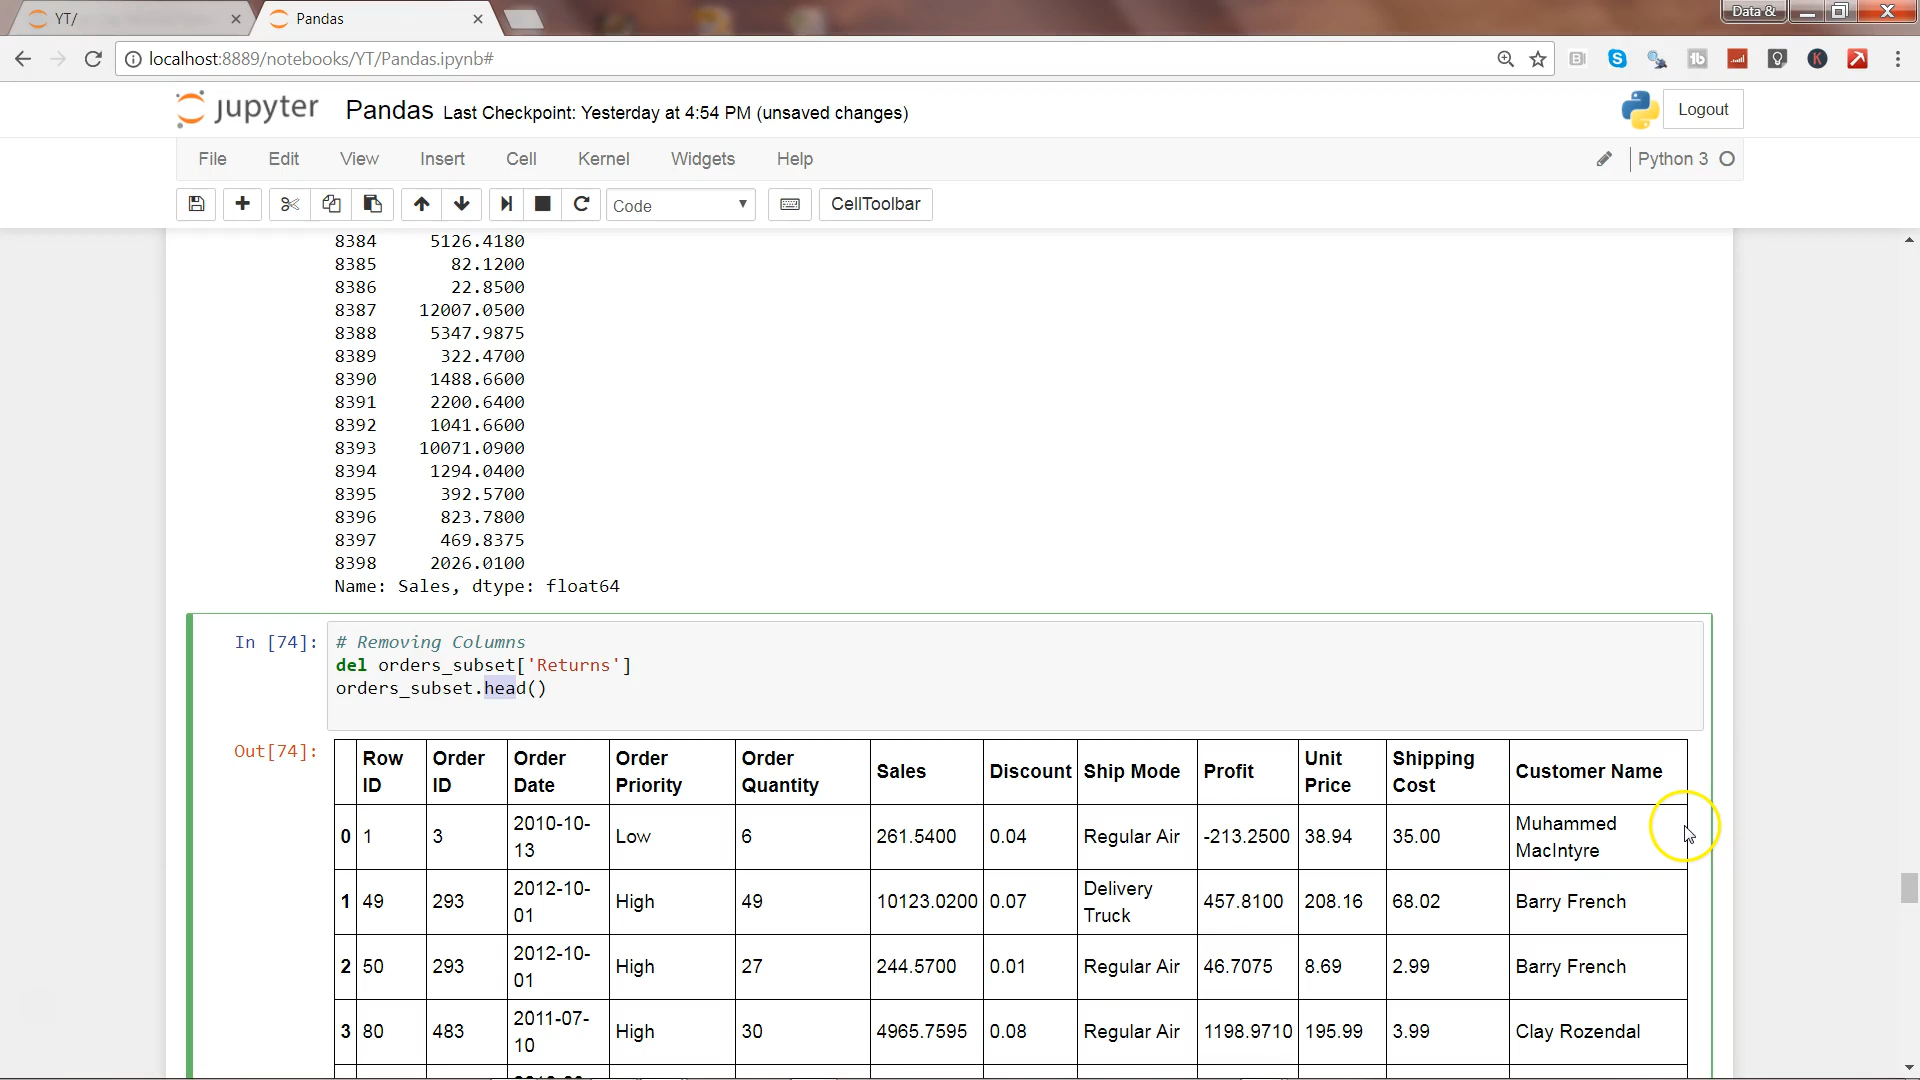 YT/
Pandas
Data &
localhost:8889/notebooks/YT/Pandas.ipynb#
jupyter Pandas Last Checkpoint: Yesterday at 4:54 PM (unsaved changes)
Logout
File Edit View Insert Cell Kernel Widgets Help
Python 3
Code
CellToolbar
8384 5126.4180
8385 82.1200
8386 22.8500
8387 12007.0500
8388 5347.9875
8389 322.4700
8390 1488.6600
8391 2200.6400
8392 1041.6600
8393 10071.0900
8394 1294.0400
8395 392.5700
8396 823.7800
8397 469.8375
8398 2026.0100
Name: Sales, dtype: float64
In [74]: # Removing Columns
del orders_subset['Returns']
orders_subset.head()
Out[74]:
Row ID Order ID Order Date Order Priority Order Quantity Sales Discount Ship Mode Profit Unit Price Shipping Cost Customer Name
0 1 3 2010-10-13 Low 6 261.5400 0.04 Regular Air -213.2500 38.94 35.00 Muhammed MacIntyre
1 49 293 2012-10-01 High 49 10123.0200 0.07 Delivery Truck 457.8100 208.16 68.02 Barry French
2 50 293 2012-10-01 High 27 244.5700 0.01 Regular Air 46.7075 8.69 2.99 Barry French
3 80 483 2011-07-10 High 30 4965.7595 0.08 Regular Air 1198.9710 195.99 3.99 Clay Rozendal